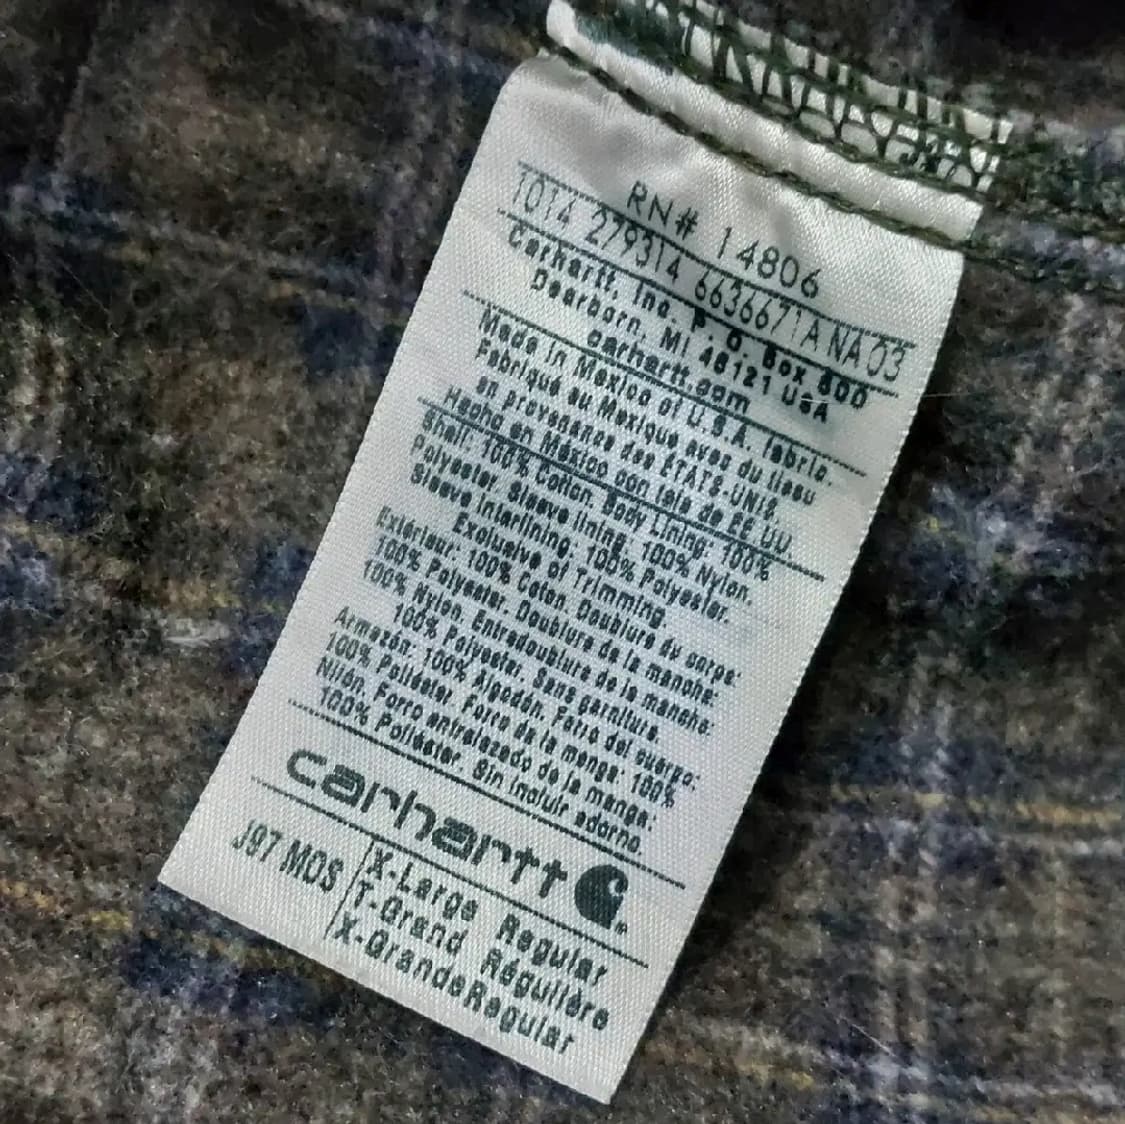 RN# 14806
1014 279314 6636671A NA 03
Carhartt, Inc. P.O. Box 600
Dearborn, MI 48121 USA
carhartt.com
Made in Mexico of U.S.A. fabric.
Fabriqué au Mexique avec du tissu
en provenance des ÉTATS-UNIS.
Hecho en México con tela de EE.UU.
Shell: 100% Cotton. Body Lining: 100%
Polyester. Sleeve lining: 100% Nylon.
Sleeve Interlining: 100% Polyester.
Exclusive of Trimming.
Extérieur: 100% Coton. Doublure du corps:
100% Polyester. Doublure de la manche:
100% Nylon. Entredoublure de la manche:
100% Polyester. Sans garniture.
Armazón: 100% Algodón. Forro del cuerpo:
100% Poliéster. Forro de la manga: 100%
Nilón. Forro entrelazado de la manga:
100% Poliéster. Sin incluir adorno.
carhartt
J97 MOS
X-Large Regular
T-Grand Régulière
X-Grande Regular